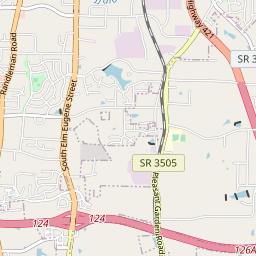 Highway 421
Randleman Road
SR 3
South Elm Eugene Street
SR 3505
Pleasant Garden Road
124
124
126A